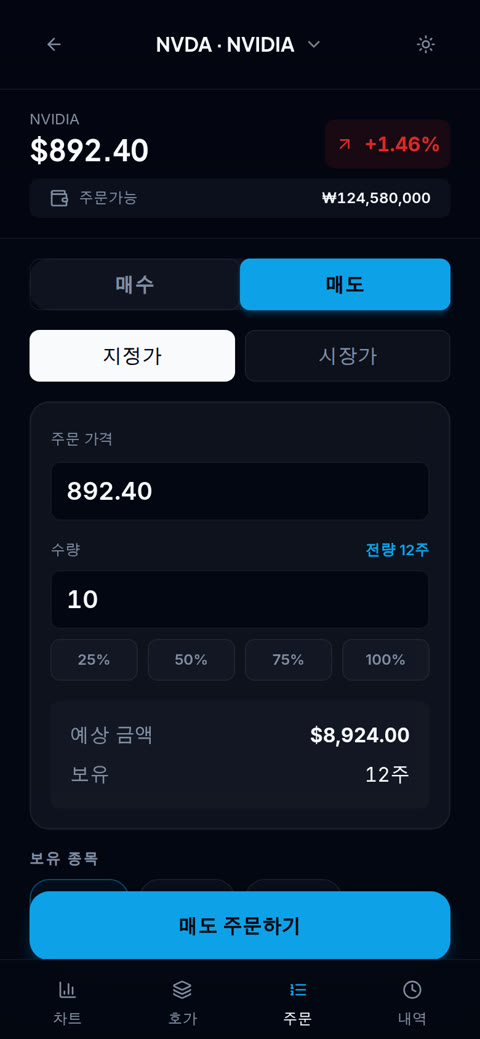 NVDA · NVIDIA
NVIDIA
$892.40
+1.46%
주문가능 ₩124,580,000
매수 매도
지정가 시장가
주문 가격
892.40
수량 전량 12주
10
25% 50% 75% 100%
예상 금액 $8,924.00
보유 12주
보유 종목
매도 주문하기
차트 호가 주문 내역